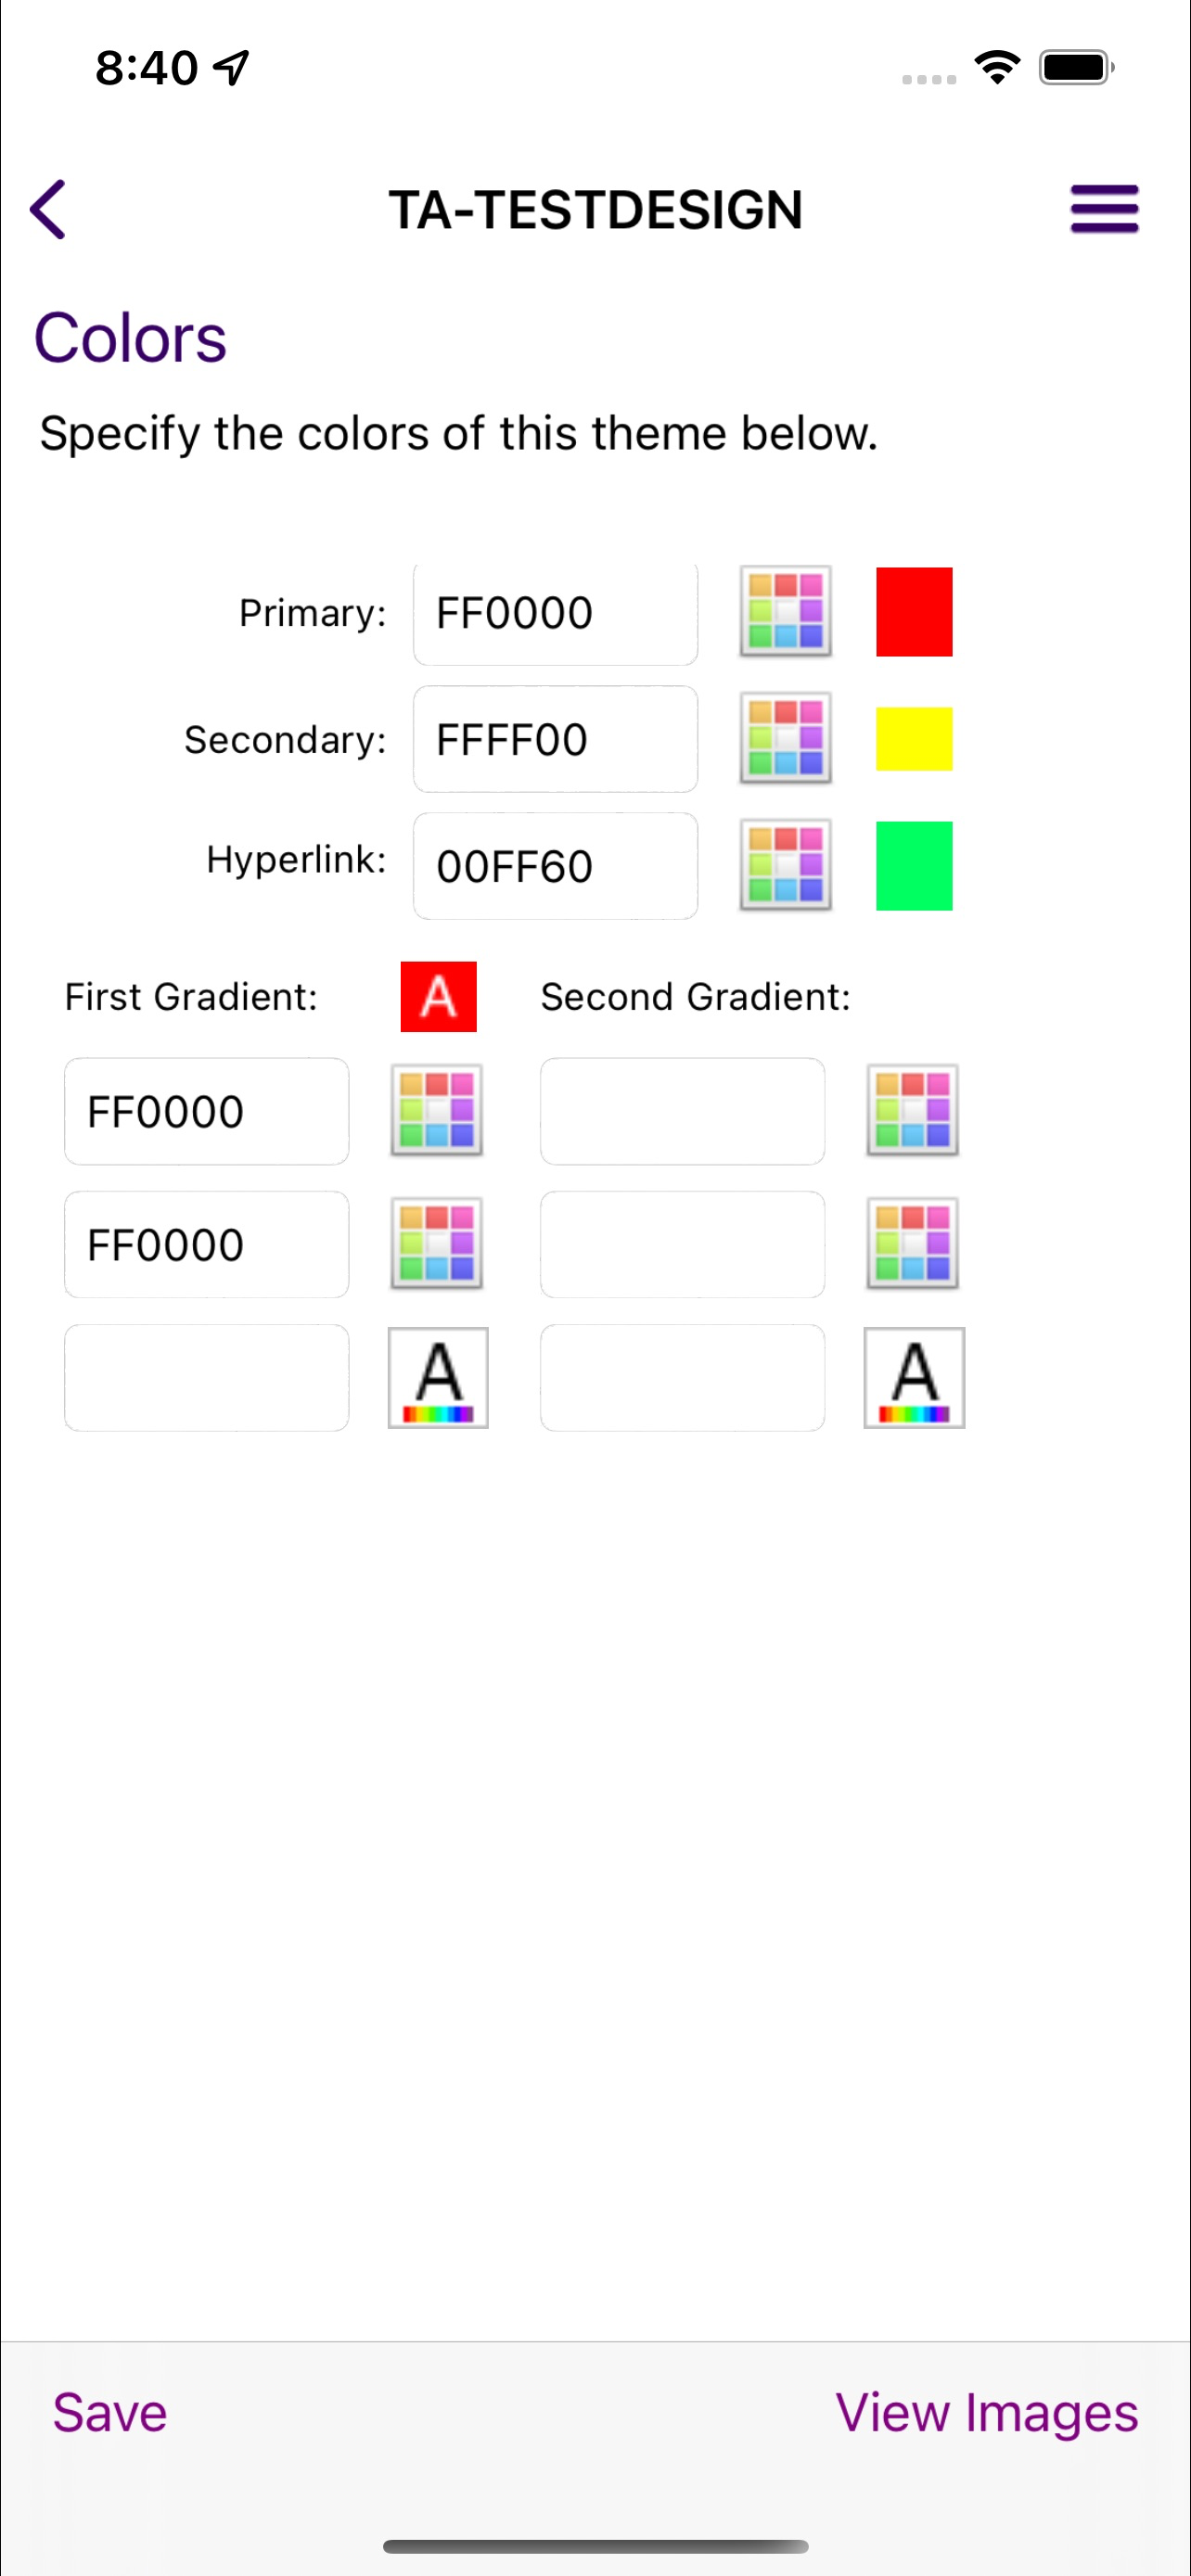 8:40
TA-TESTDESIGN
Colors
Specify the colors of this theme below.
Primary: FF0000
Secondary: FFFF00
Hyperlink: 00FF60
First Gradient: A Second Gradient:
FF0000
FF0000
A A
Save View Images